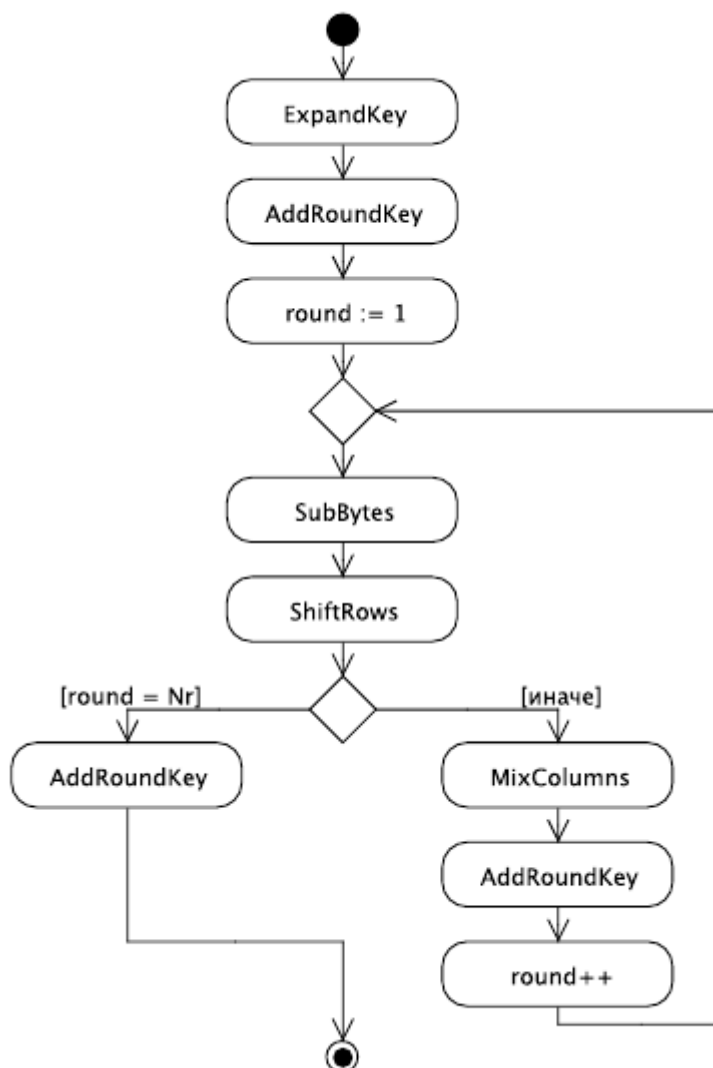 ExpandKey
AddRoundKey
round := 1
SubBytes
ShiftRows
[round = Nr]
[иначе]
AddRoundKey
MixColumns
AddRoundKey
round++